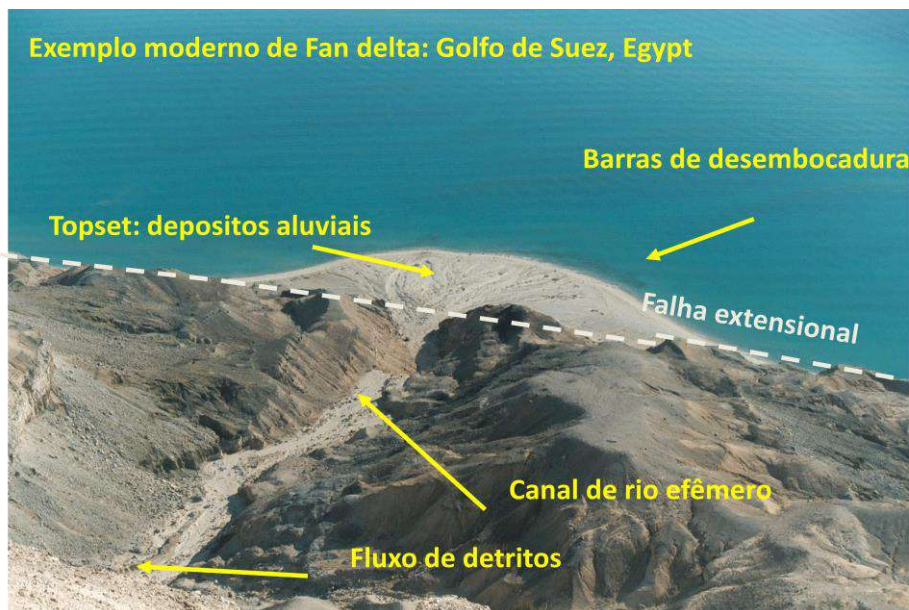 Exemplo moderno de Fan delta: Golfo de Suez, Egypt
Barras de desembocadura
Topset: depositos aluviais
Falha extensional
Canal de rio efêmero
Fluxo de detritos